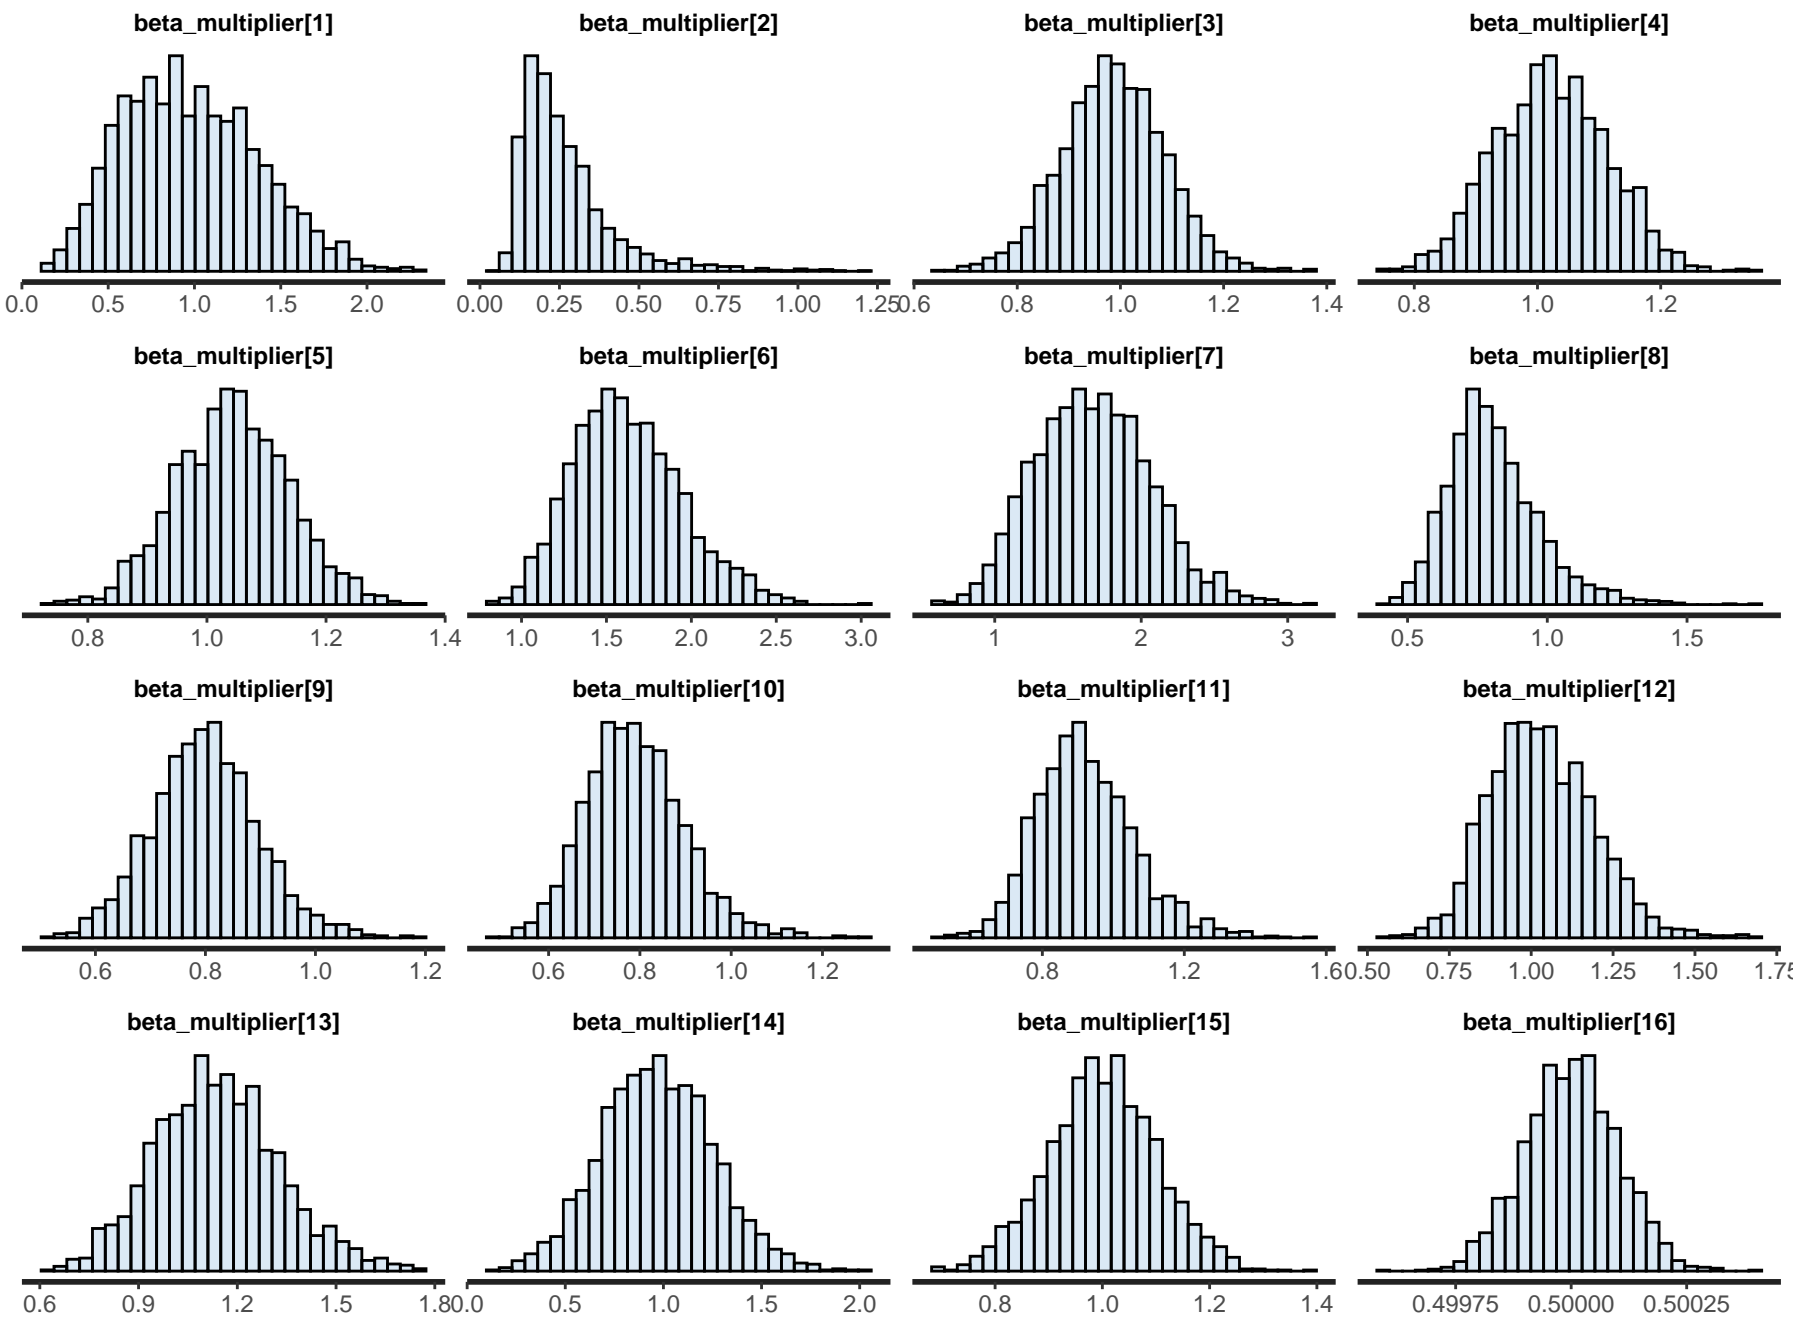 beta_multiplier[1] beta_multiplier[2] beta_multiplier[3] beta_multiplier[4]
0.0 0.5 1.0 1.5 2.0 0.00 0.25 0.50 0.75 1.00 1.25 0.6 0.8 1.0 1.2 1.4 0.8 1.0 1.2
beta_multiplier[5] beta_multiplier[6] beta_multiplier[7] beta_multiplier[8]
0.8 1.0 1.2 1.4 1.0 1.5 2.0 2.5 3.0 1 2 3 0.5 1.0 1.5
beta_multiplier[9] beta_multiplier[10] beta_multiplier[11] beta_multiplier[12]
0.6 0.8 1.0 1.2 0.6 0.8 1.0 1.2 0.8 1.2 1.6 0.50 0.75 1.00 1.25 1.50 1.75
beta_multiplier[13] beta_multiplier[14] beta_multiplier[15] beta_multiplier[16]
0.6 0.9 1.2 1.5 1.8 0.0 0.5 1.0 1.5 2.0 0.8 1.0 1.2 1.4 0.49975 0.50000 0.50025